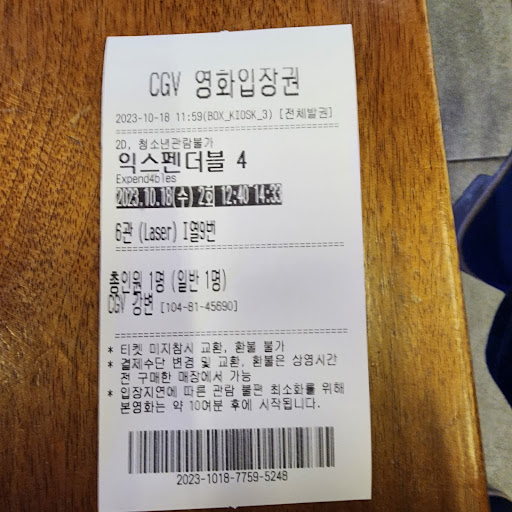 CGV 영화입장권
2023-10-18 11:59(BOX_KIOSK_3) [전체발권]
2D, 청소년관람불가
익스펜더블 4
Expend4bles
2023.10.18(수) 2회 12:40 14:33
6관 (Laser) I열9번
총인원 1명 (일반 1명)
CGV 강변 [104-81-45690]
* 티켓 미지참시 교환, 환불 불가
* 결제수단 변경 및 교환, 환불은 상영시간
전 구매한 매장에서 가능
* 입장지연에 따른 관람 불편 최소화를 위해
본영화는 약 10여분 후에 시작됩니다.
2023-1018-7759-5248